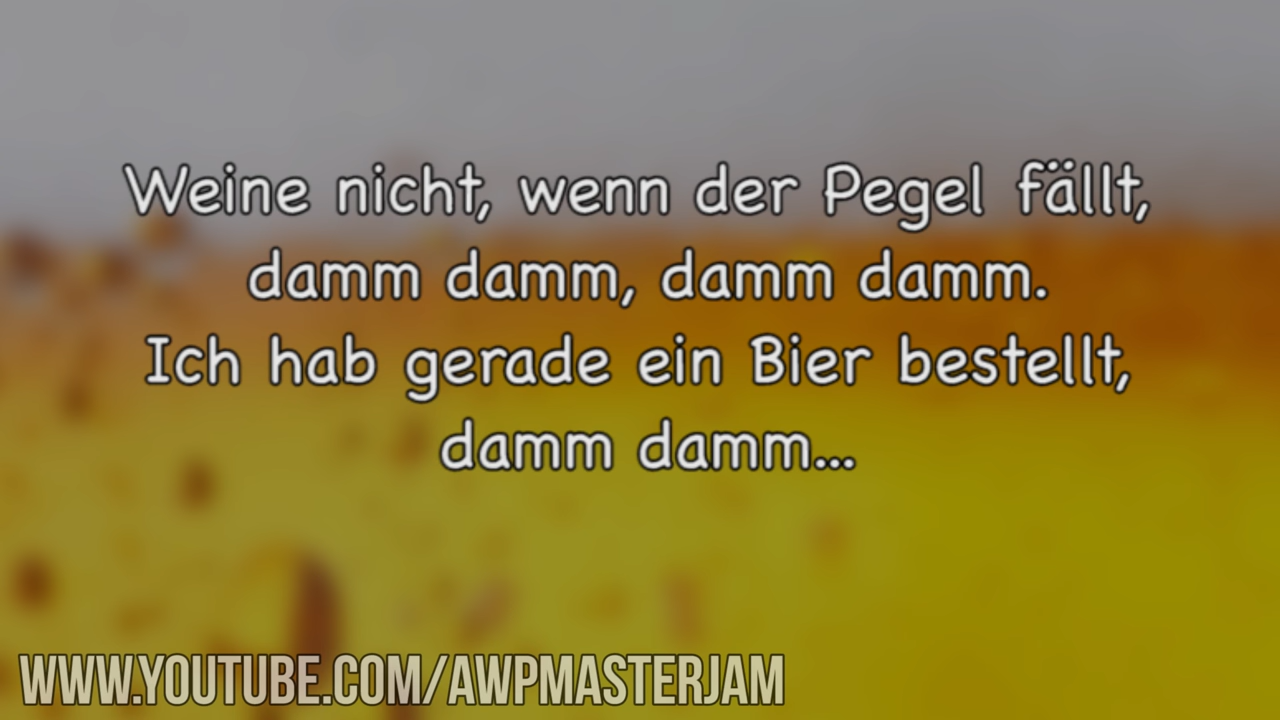 Weine nicht, wenn der Pegel fällt,
damm damm, damm damm.
Ich hab gerade ein Bier bestellt,
damm damm...
WWW.YOUTUBE.COM/AWPMASTERJAM